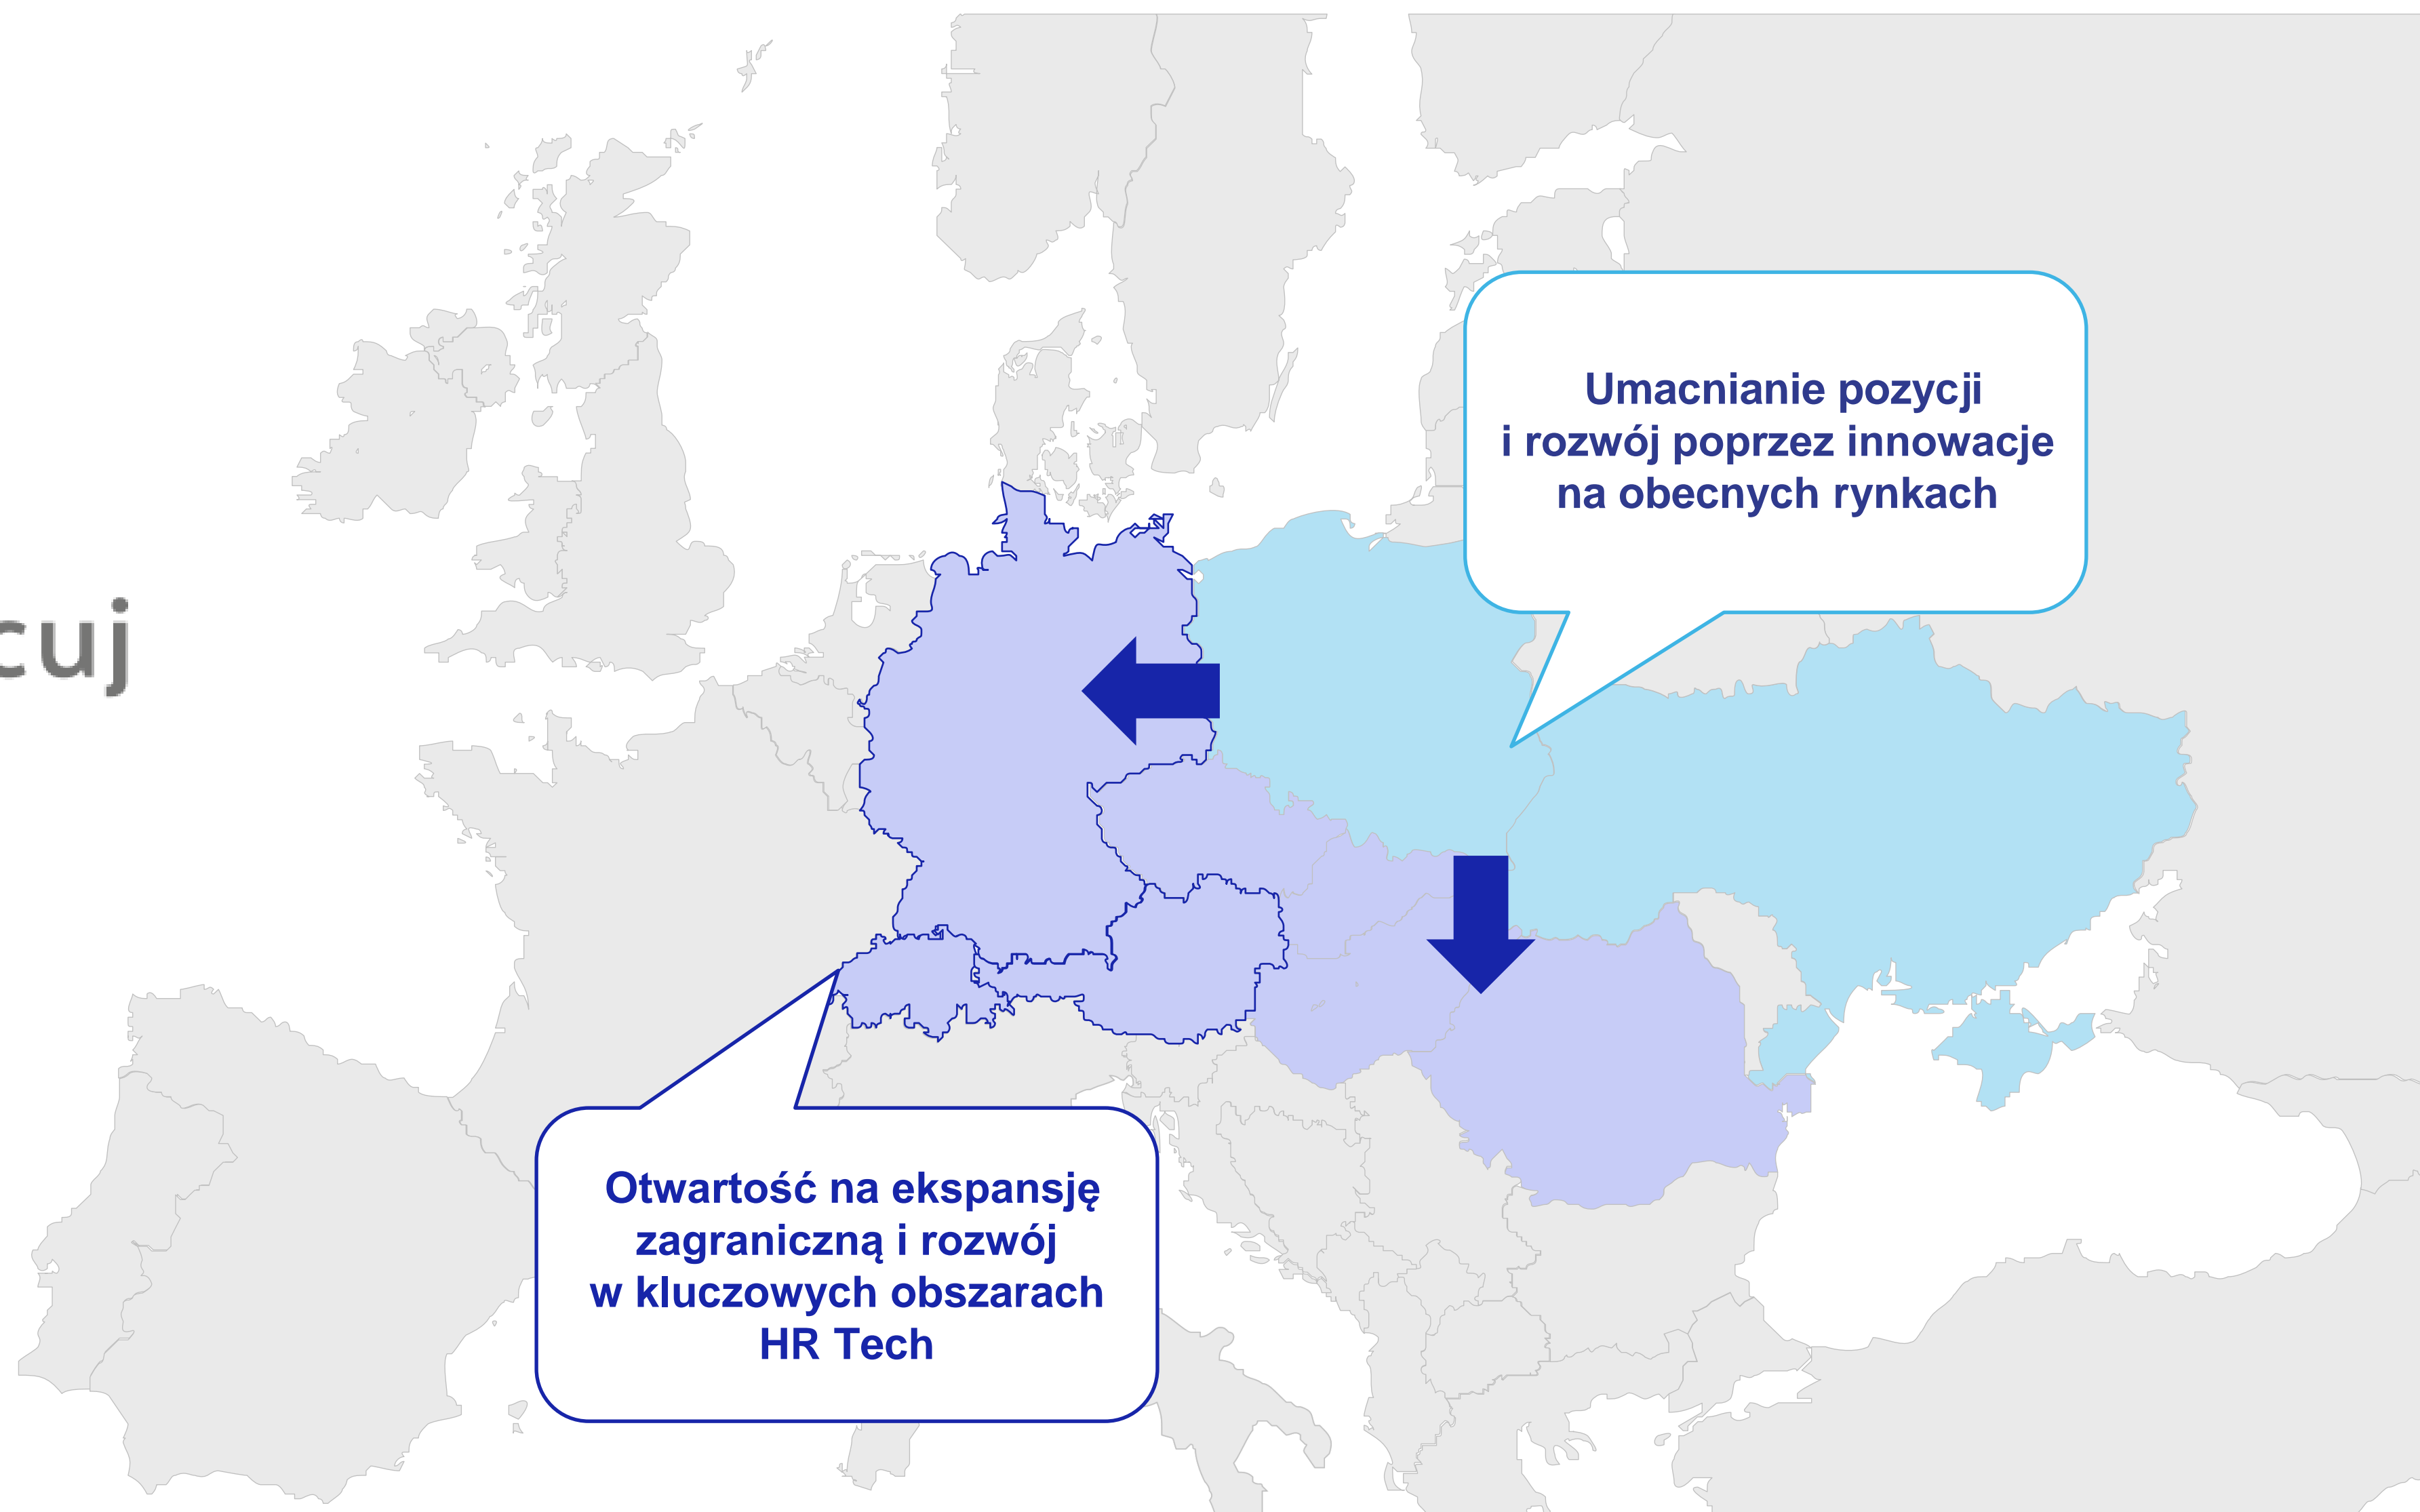 cuj
Umacnianie pozycji
i rozwój poprzez innowacje
na obecnych rynkach
Otwartość na ekspansję
zagraniczną i rozwój
w kluczowych obszarach
HR Tech